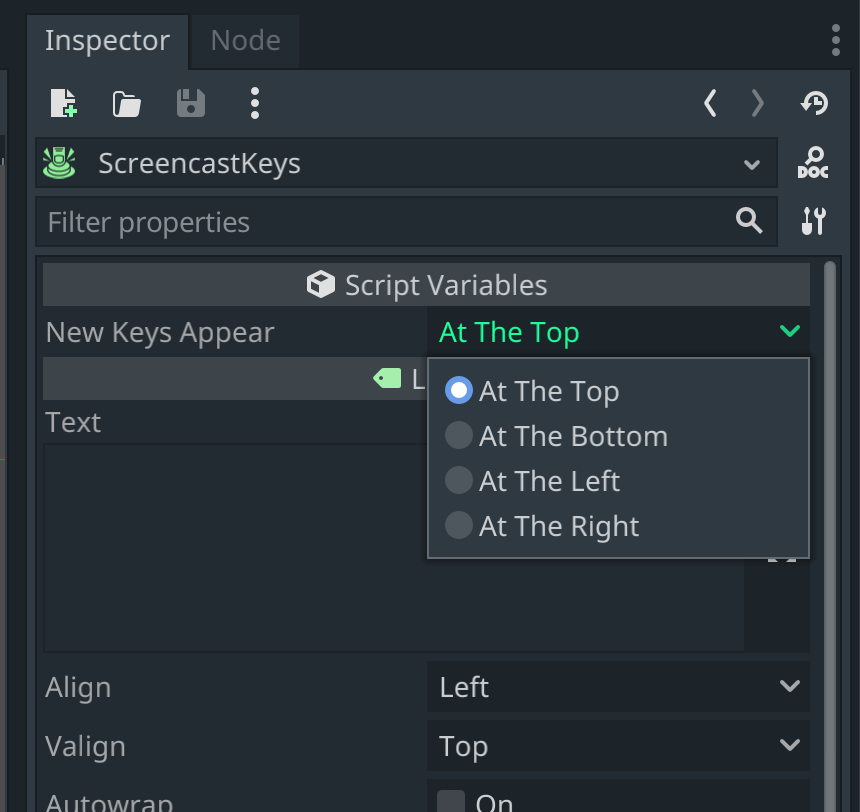 Inspector Node
ScreencastKeys
DOC
Filter properties
Script Variables
New Keys Appear At The Top
L
At The Top
At The Bottom
At The Left
At The Right
Text
Align Left
Valign Top
Autowrap On